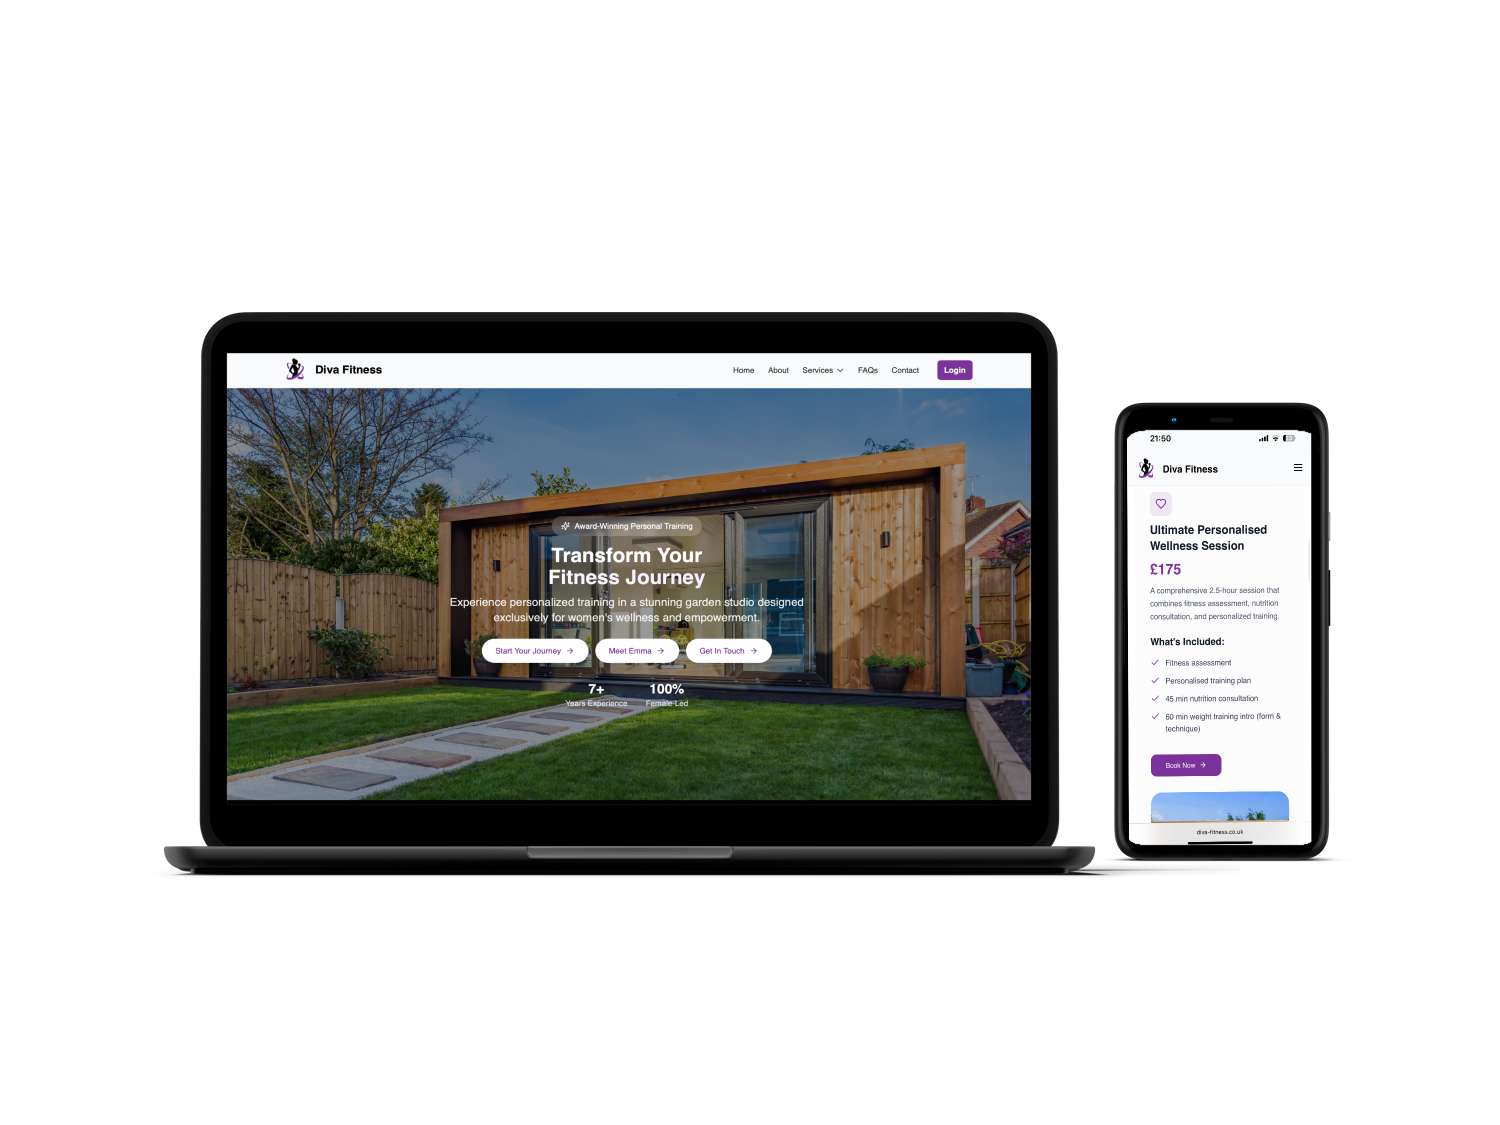 Diva Fitness
Home About Services FAQs Contact Login
Award-Winning Personal Training
Transform Your
Fitness Journey
Experience personalized training in a stunning garden studio designed
exclusively for women's wellness and empowerment.
Start Your Journey → Meet Emma → Get In Touch →
7+ 100%
Years Experience Female-Led
21:50
Diva Fitness
Ultimate Personalised
Wellness Session
£175
A comprehensive 2.5-hour session that
combines fitness assessment, nutrition
consultation, and personalized training.
What's Included:
Fitness assessment
Personalised training plan
45 min nutrition consultation
60 min weight training intro (form &
technique)
Book Now →
diva-fitness.co.uk